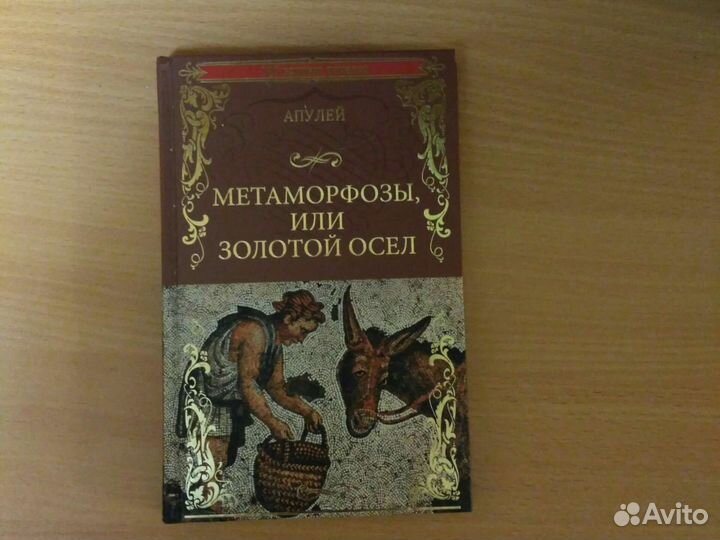 АПУЛЕЙ
МЕТАМОРФОЗЫ,
ИЛИ
ЗОЛОТОЙ ОСЕЛ
Avito